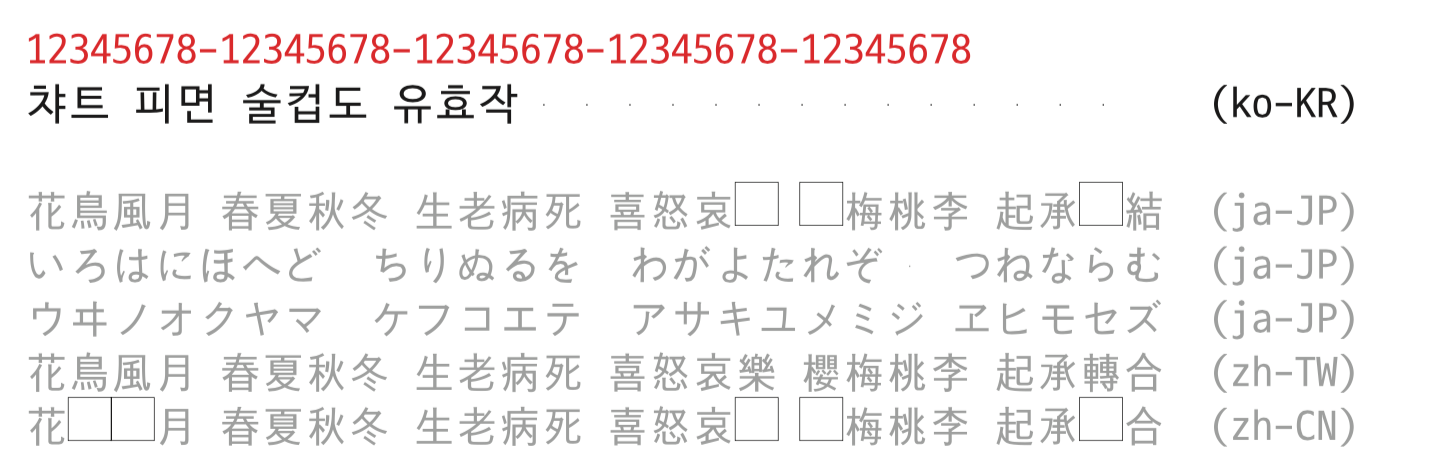 12345678-12345678-12345678-12345678-12345678
챠트 피면 술컵도 유효작 · · · · · · · · · · · · · · (ko-KR)
花鳥風月 春夏秋冬 生老病死 喜怒哀□ □梅桃李 起承□結 (ja-JP)
いろはにほへど ちりぬるを わがよたれぞ · つねならむ (ja-JP)
ウヰノオクヤマ ケフコエテ アサキユメミジ ヱヒモセズ (ja-JP)
花鳥風月 春夏秋冬 生老病死 喜怒哀樂 櫻梅桃李 起承轉合 (zh-TW)
花□□月 春夏秋冬 生老病死 喜怒哀□ □梅桃李 起承□合 (zh-CN)